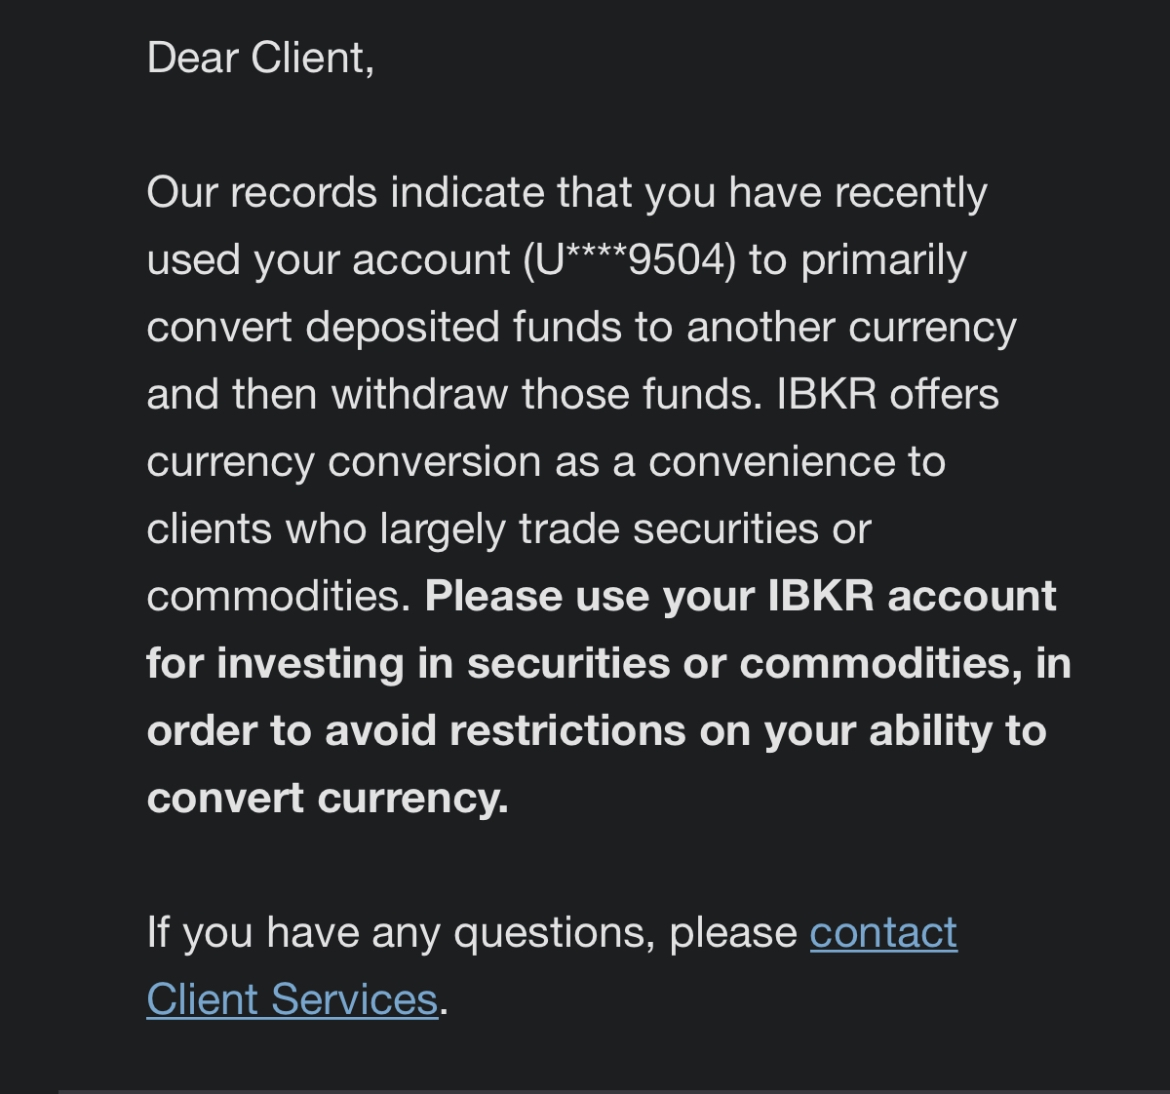 Dear Client,
Our records indicate that you have recently
used your account (U****9504) to primarily
convert deposited funds to another currency
and then withdraw those funds. IBKR offers
currency conversion as a convenience to
clients who largely trade securities or
commodities. Please use your IBKR account
for investing in securities or commodities, in
order to avoid restrictions on your ability to
convert currency.
If you have any questions, please contact
Client Services.